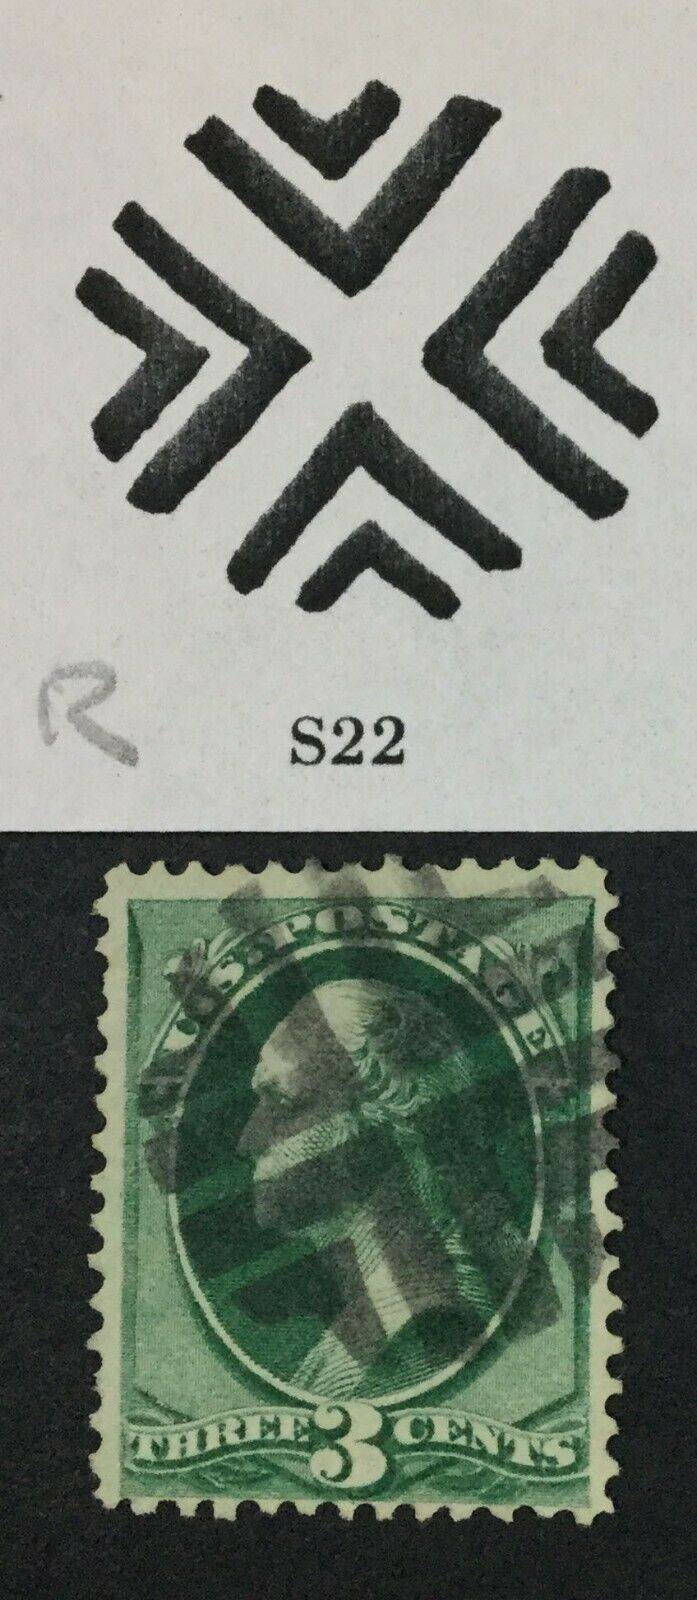 R
S22
U.S. POSTAGE
THREE 3 CENTS